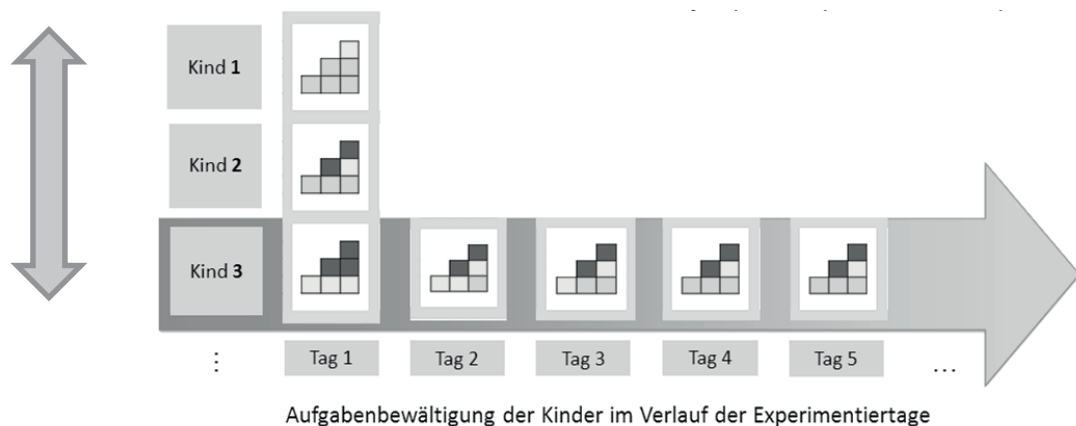 Kind 1
Kind 2
Kind 3
⋮
Tag 1
Tag 2
Tag 3
Tag 4
Tag 5
...
Aufgabenbewältigung der Kinder im Verlauf der Experimentiertage